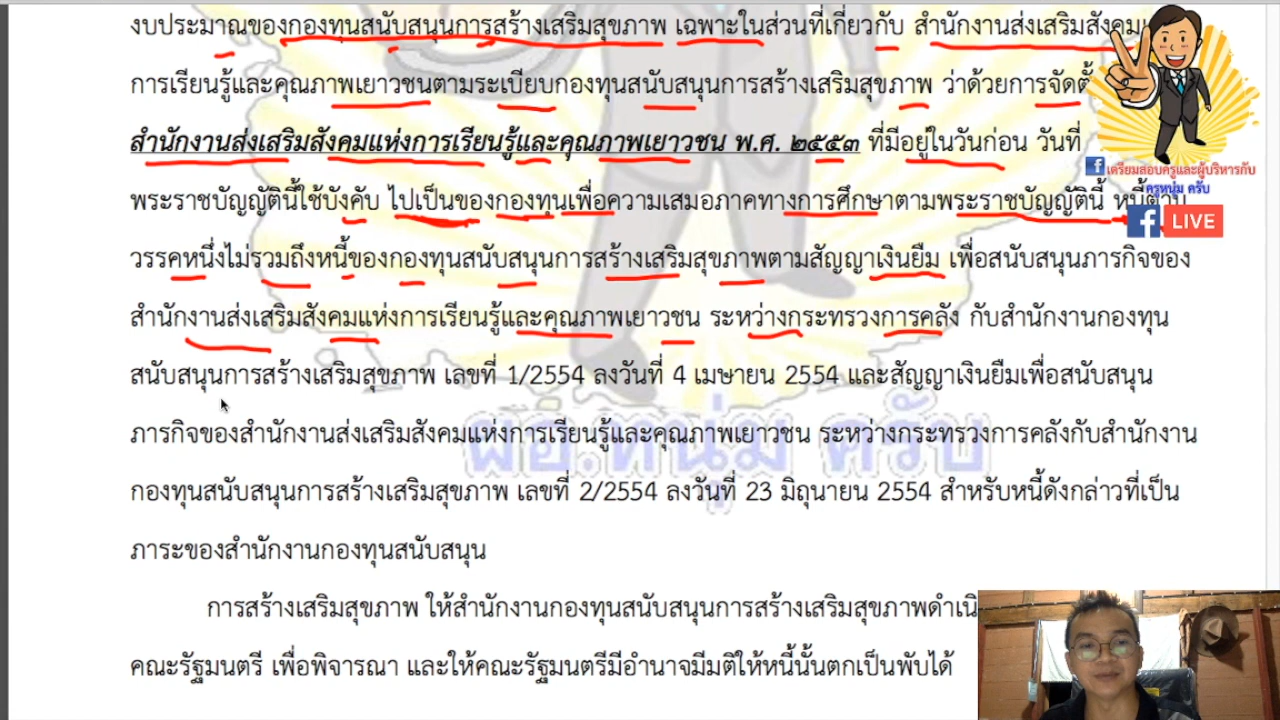 งบประมาณของกองทุนสนับสนุนการสร้างเสริมสุขภาพ เฉพาะในส่วนที่เกี่ยวกับ สำนักงานส่งเสริมสังคม
การเรียนรู้และคุณภาพเยาวชนตามระเบียบกองทุนสนับสนุนการสร้างเสริมสุขภาพ ว่าด้วยการจัดตั้
สำนักงานส่งเสริมสังคมแห่งการเรียนรู้และคุณภาพเยาวชน พ.ศ. ๒๕๕๓ ที่มีอยู่ในวันก่อน วันที่
เตรียมสอบครูและผู้บริหารกับ
ครูหนุ่ม ครับ
พระราชบัญญัตินี้ใช้บังคับ ไปเป็นของกองทุนเพื่อความเสมอภาคทางการศึกษาตามพระราชบัญญัตินี้ หนี้ตาม
LIVE
วรรคหนึ่งไม่รวมถึงหนี้ของกองทุนสนับสนุนการสร้างเสริมสุขภาพตามสัญญาเงินยืม เพื่อสนับสนุนภารกิจของ
สำนักงานส่งเสริมสังคมแห่งการเรียนรู้และคุณภาพเยาวชน ระหว่างกระทรวงการคลัง กับสำนักงานกองทุน
สนับสนุนการสร้างเสริมสุขภาพ เลขที่ 1/2554 ลงวันที่ 4 เมษายน 2554 และสัญญาเงินยืมเพื่อสนับสนุน
ภารกิจของสำนักงานส่งเสริมสังคมแห่งการเรียนรู้และคุณภาพเยาวชน ระหว่างกระทรวงการคลังกับสำนักงาน
ผอ.หนุ่ม ครับ
กองทุนสนับสนุนการสร้างเสริมสุขภาพ เลขที่ 2/2554 ลงวันที่ 23 มิถุนายน 2554 สำหรับหนี้ดังกล่าวที่เป็น
ภาระของสำนักงานกองทุนสนับสนุน
การสร้างเสริมสุขภาพ ให้สำนักงานกองทุนสนับสนุนการสร้างเสริมสุขภาพดำเนิ
คณะรัฐมนตรี เพื่อพิจารณา และให้คณะรัฐมนตรีมีอำนาจมีมติให้หนี้นั้นตกเป็นพับได้